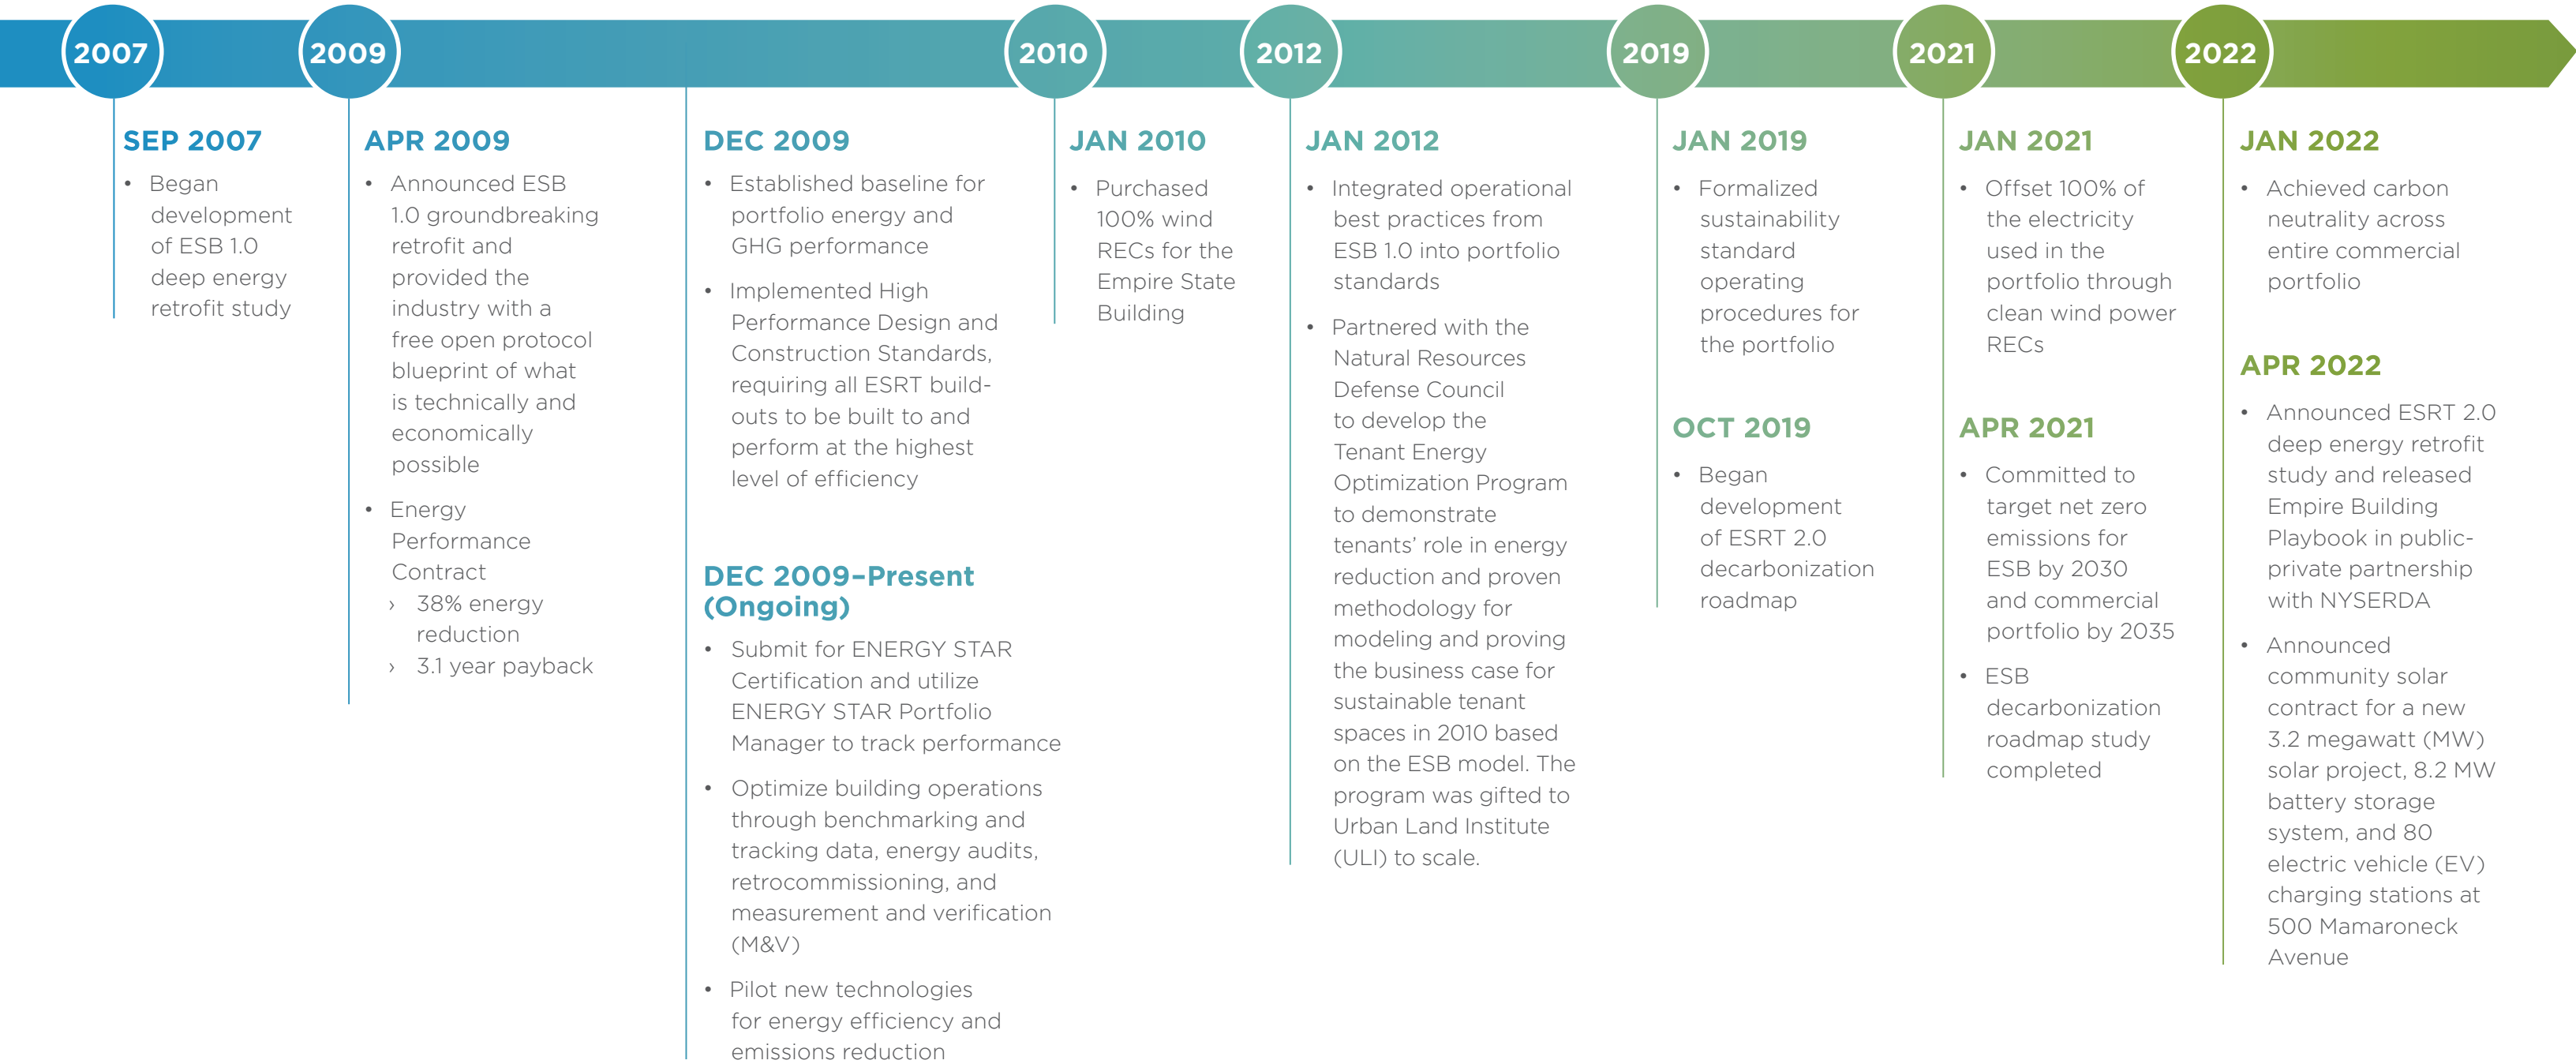 2007
2009
2010
2012
2019
2021
2022
SEP 2007
• Began
development
of ESB 1.0
deep energy
retrofit study
APR 2009
• Announced ESB
1.0 groundbreaking
retrofit and
provided the
industry with a
free open protocol
blueprint of what
is technically and
economically
possible
• Energy
Performance
Contract
› 38% energy
reduction
› 3.1 year payback
DEC 2009
• Established baseline for
portfolio energy and
GHG performance
• Implemented High
Performance Design and
Construction Standards,
requiring all ESRT build-
outs to be built to and
perform at the highest
level of efficiency
DEC 2009–Present
(Ongoing)
• Submit for ENERGY STAR
Certification and utilize
ENERGY STAR Portfolio
Manager to track performance
• Optimize building operations
through benchmarking and
tracking data, energy audits,
retrocommissioning, and
measurement and verification
(M&V)
• Pilot new technologies
for energy efficiency and
emissions reduction
JAN 2010
• Purchased
100% wind
RECs for the
Empire State
Building
JAN 2012
• Integrated operational
best practices from
ESB 1.0 into portfolio
standards
• Partnered with the
Natural Resources
Defense Council
to develop the
Tenant Energy
Optimization Program
to demonstrate
tenants’ role in energy
reduction and proven
methodology for
modeling and proving
the business case for
sustainable tenant
spaces in 2010 based
on the ESB model. The
program was gifted to
Urban Land Institute
(ULI) to scale.
JAN 2019
• Formalized
sustainability
standard
operating
procedures for
the portfolio
OCT 2019
• Began
development
of ESRT 2.0
decarbonization
roadmap
JAN 2021
• Offset 100% of
the electricity
used in the
portfolio through
clean wind power
RECs
APR 2021
• Committed to
target net zero
emissions for
ESB by 2030
and commercial
portfolio by 2035
• ESB
decarbonization
roadmap study
completed
JAN 2022
• Achieved carbon
neutrality across
entire commercial
portfolio
APR 2022
• Announced ESRT 2.0
deep energy retrofit
study and released
Empire Building
Playbook in public-
private partnership
with NYSERDA
• Announced
community solar
contract for a new
3.2 megawatt (MW)
solar project, 8.2 MW
battery storage
system, and 80
electric vehicle (EV)
charging stations at
500 Mamaroneck
Avenue